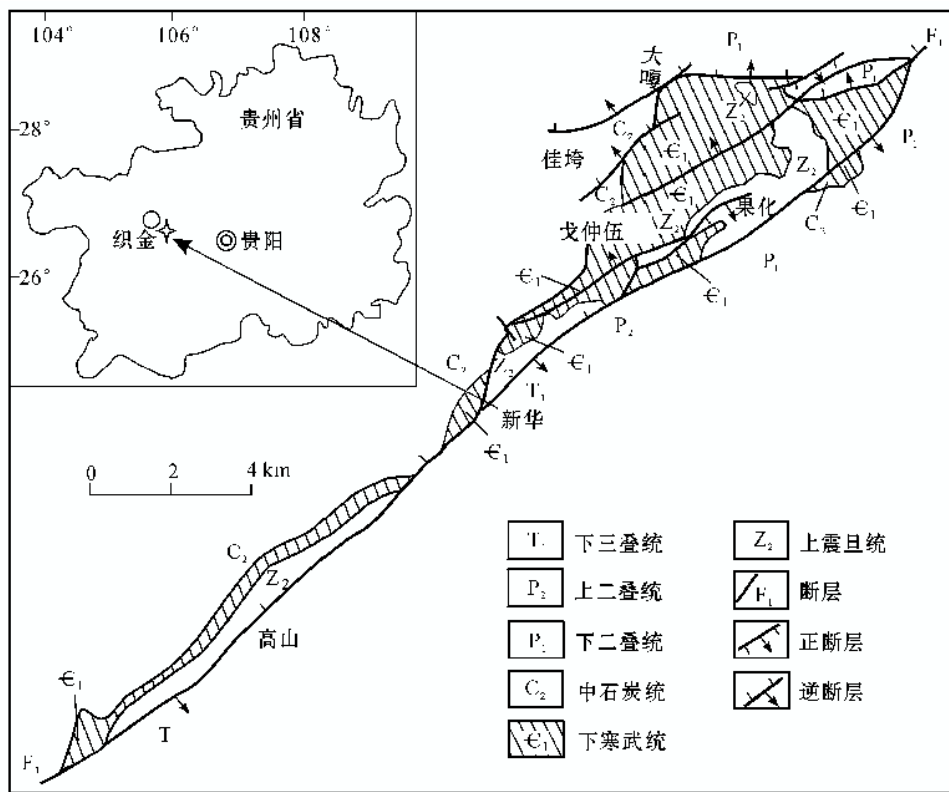 104°
106°
108°
28°
26°
贵州省
织金
贵阳
0
2
4 km
大嘎
佳垮
戈仲伍
果化
新华
高山
F₁
P₁
P₁
P₂
Z₂
Є₁
C₂
Є₁
Z₂
C₂
Є₁
C₃
Є₁
Z₂
P₁
Є₁
Є₁
P₂
C₂
Є₁
T₁
Є₁
C₂
Z₂
Є₁
T
F₁
T₁ 下三叠统
P₂ 上二叠统
P₁ 下二叠统
C₂ 中石炭统
Є₁ 下寒武统
Z₂ 上震旦统
F₁ 断层
正断层
逆断层